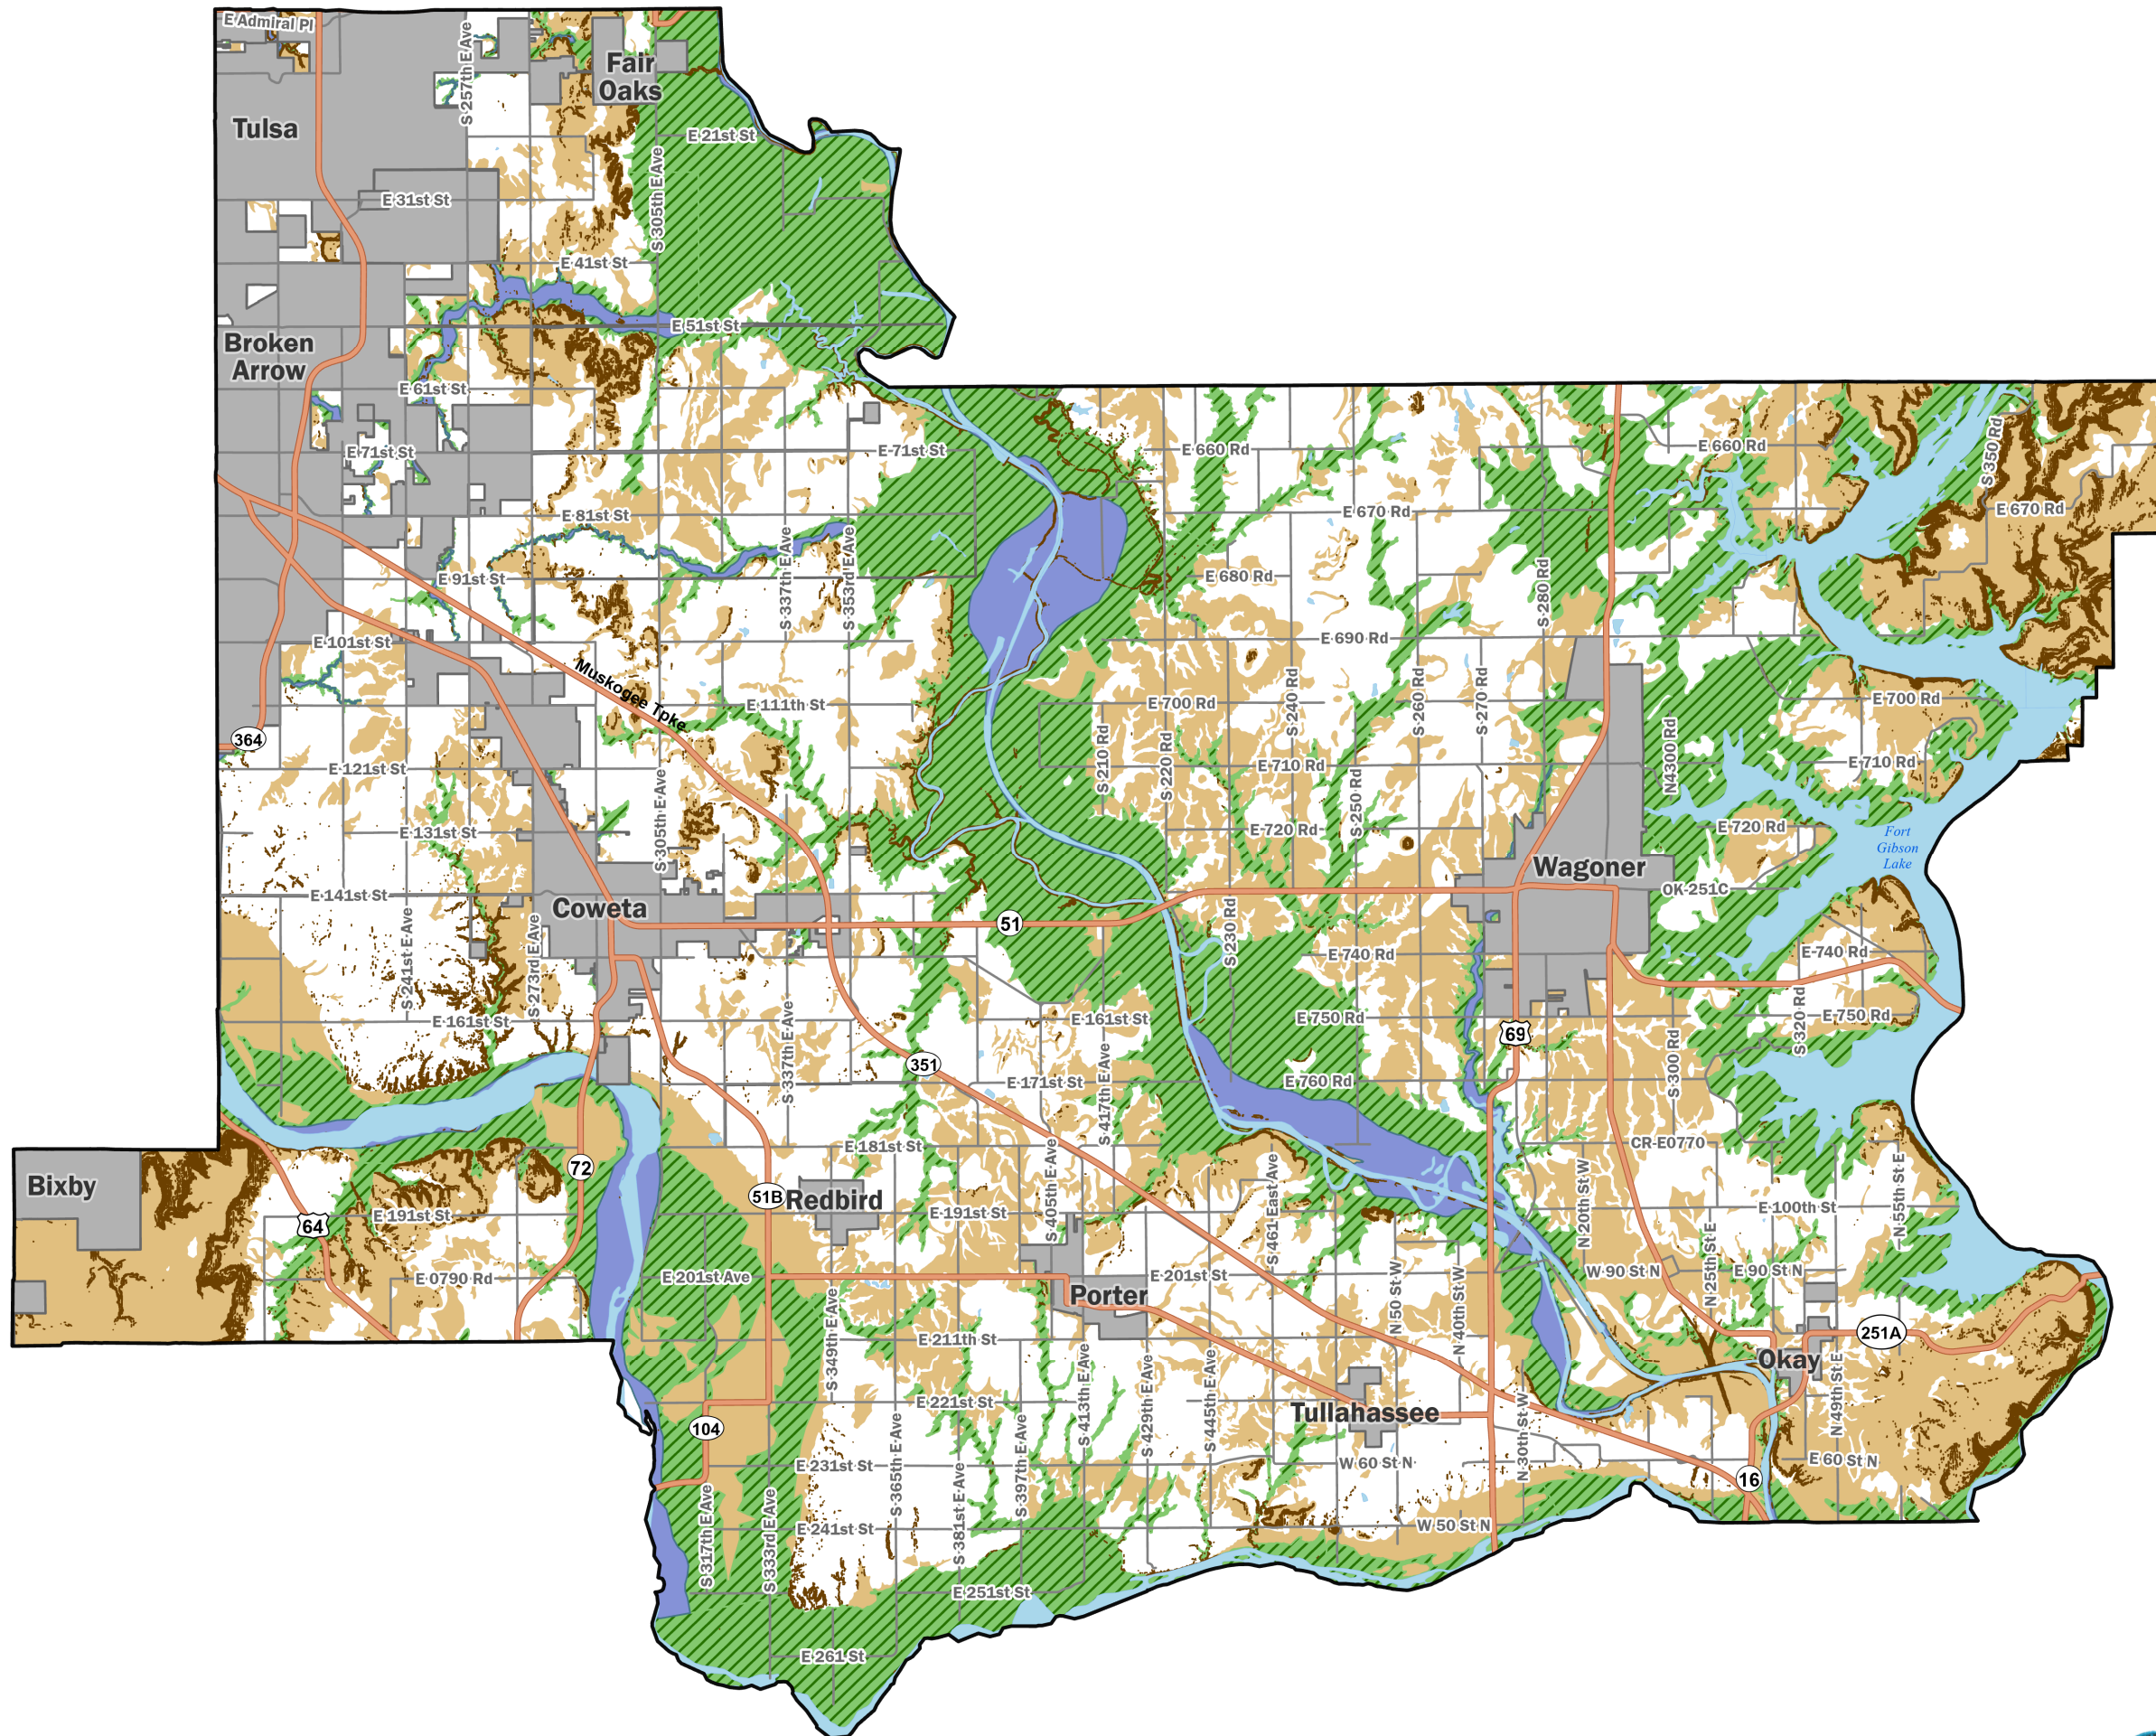 E Admiral Pl
S 257th E Ave
Fair
Oaks
Tulsa
E 21st St
S 305th E Ave
E 31st St
E 41st St
E 51st St
Broken
Arrow
E 61st St
E 71st St
E 71st St
E 660 Rd
E 660 Rd
S 350 Rd
E 81st St
E 670 Rd
E 670 Rd
S 337th E Ave
S 353rd E Ave
E 91st St
E 680 Rd
S 280 Rd
E 101st St
E 690 Rd
Muskogee Tpke
E 111th St
E 700 Rd
S 240 Rd
S 260 Rd
S 270 Rd
E 700 Rd
364
S 210 Rd
S 220 Rd
N4300 Rd
E 121st St
E 710 Rd
E 710 Rd
S 305th E Ave
S 250 Rd
E 131st St
E 720 Rd
E 720 Rd
Fort
Gibson
Lake
Wagoner
E 141st St
OK-251C
Coweta
51
S 241st E Ave
S 273rd E Ave
S 230 Rd
E 740 Rd
E 740 Rd
E 161st St
E 161st St
E 750 Rd
E 750 Rd
S 320 Rd
69
S 337th E Ave
351
S 417th E Ave
S 300 Rd
E 171st St
E 760 Rd
E 181st St
CR-E0770
Bixby
72
51B
Redbird
S 405th E Ave
S 461 East Ave
N 20th St W
N 55th St E
64
E 191st St
E 191st St
E 100th St
E 0790 Rd
E 201st Ave
E 201st St
W 90 St N
E 90 St N
N 25th St E
Porter
N 50 St W
N 40th St W
S 349th E Ave
E 211th St
251A
Okay
N 49th St E
S 413th E Ave
S 429th E Ave
S 445th E Ave
E 221st St
Tullahassee
104
S 365th E Ave
S 397th E Ave
N 30th St W
E 231st St
W 60 St N
E 60 St N
16
S 317th E Ave
S 333rd E Ave
S 381st E Ave
E 241st St
W 50 St N
E 251st St
E 261 St